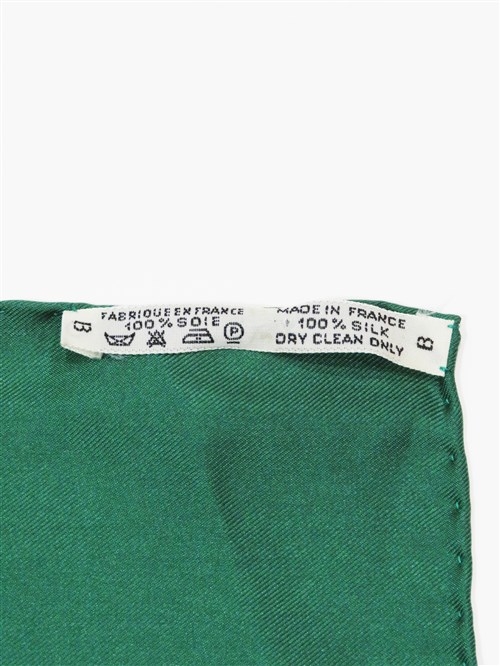 B
FABRIQUE EN FRANCE
100% SOIE
P
MADE IN FRANCE
100% SILK
DRY CLEAN ONLY
B